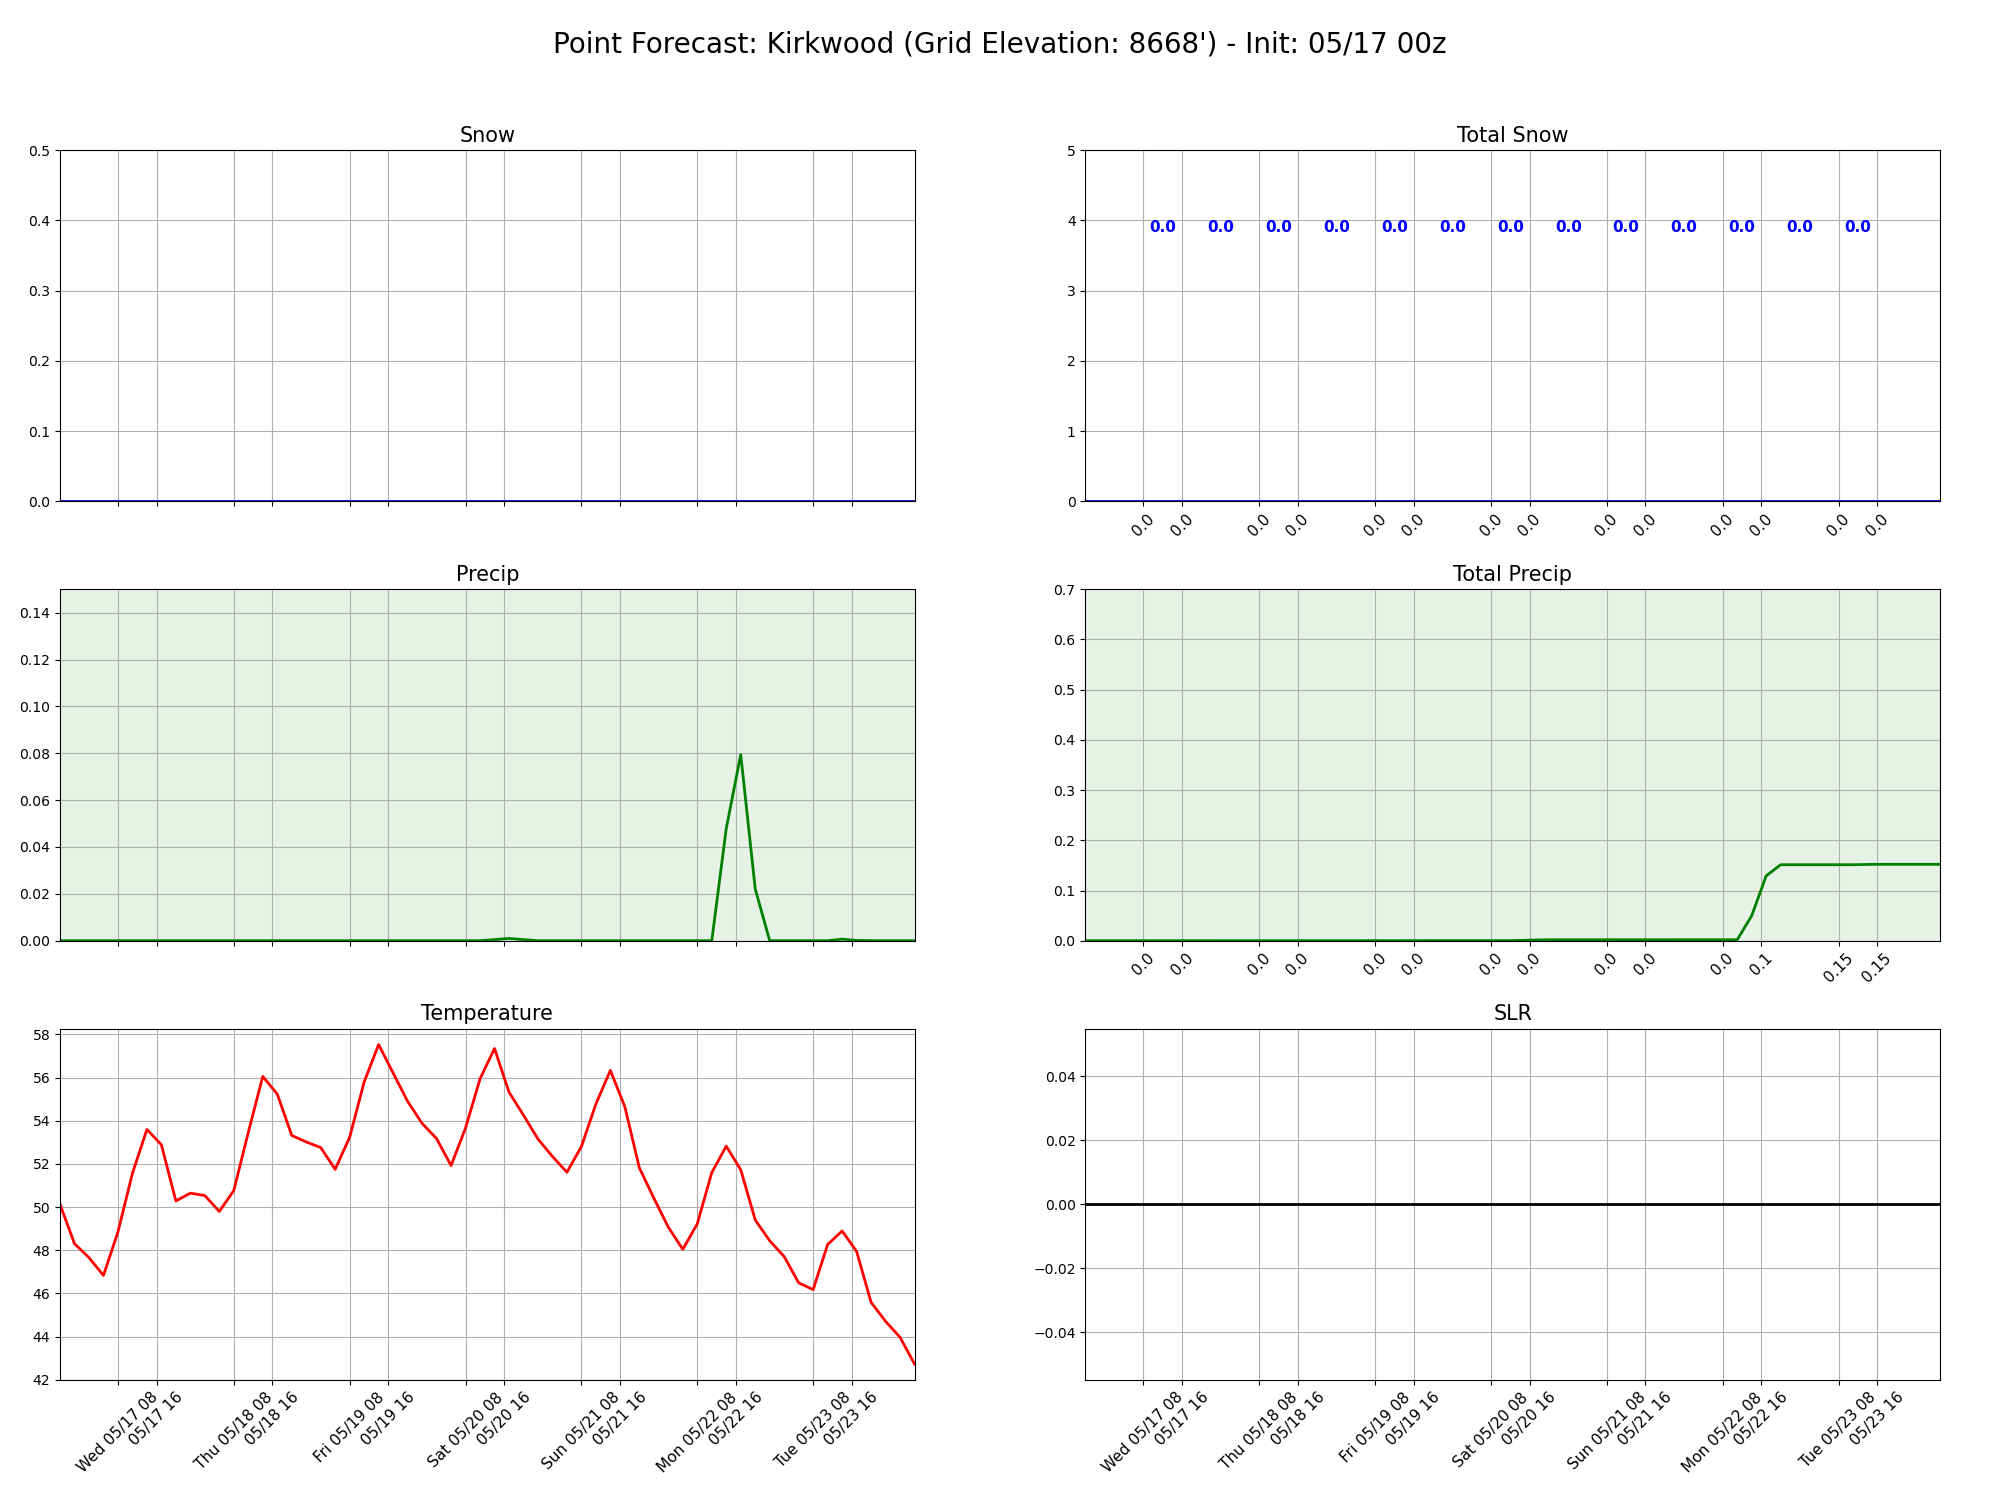 Point Forecast: Kirkwood (Grid Elevation: 8668') - Init: 05/17 00z
Snow
0.5
0.4
0.3
0.2
0.1
0.0
Total Snow
5
4
3
2
1
0
0.0 0.0 0.0 0.0 0.0 0.0 0.0 0.0 0.0 0.0 0.0 0.0 0.0
0.0 0.0 0.0 0.0 0.0 0.0 0.0 0.0 0.0 0.0 0.0 0.0 0.0 0.0
Precip
0.14
0.12
0.10
0.08
0.06
0.04
0.02
0.00
Total Precip
0.7
0.6
0.5
0.4
0.3
0.2
0.1
0.0
0.0 0.0 0.0 0.0 0.0 0.0 0.0 0.0 0.0 0.0 0.0 0.1 0.15 0.15
Temperature
58
56
54
52
50
48
46
44
42
Wed 05/17 08
05/17 16
Thu 05/18 08
05/18 16
Fri 05/19 08
05/19 16
Sat 05/20 08
05/20 16
Sun 05/21 08
05/21 16
Mon 05/22 08
05/22 16
Tue 05/23 08
05/23 16
SLR
0.04
0.02
0.00
−0.02
−0.04
Wed 05/17 08
05/17 16
Thu 05/18 08
05/18 16
Fri 05/19 08
05/19 16
Sat 05/20 08
05/20 16
Sun 05/21 08
05/21 16
Mon 05/22 08
05/22 16
Tue 05/23 08
05/23 16